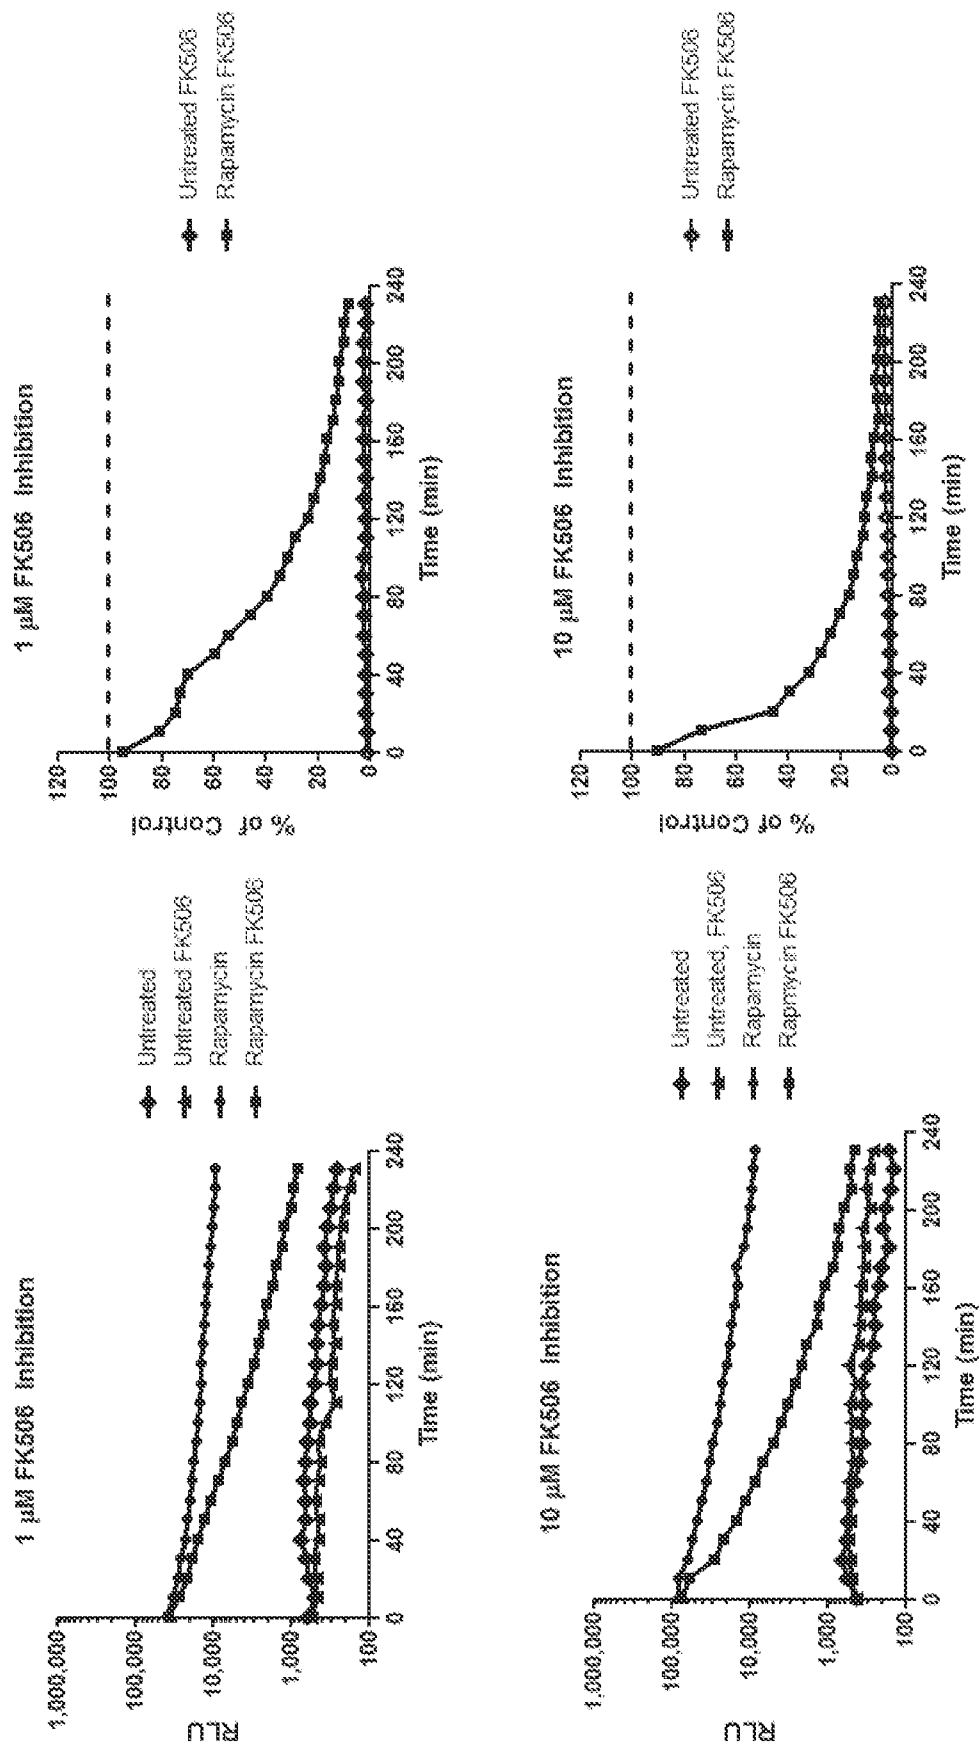 1 µM FK506 Inhibition
RLU
1,000,000
100,000
10,000
1,000
100
0 40 80 120 160 200 240
Time (min)
Untreated
Untreated FK506
Rapamycin
Rapamycin FK506
1 µM FK506 Inhibition
% of Control
120
100
80
60
40
20
0
0 40 80 120 160 200 240
Time (min)
Untreated FK506
Rapamycin FK506
10 µM FK506 Inhibition
RLU
1,000,000
100,000
10,000
1,000
100
0 40 80 120 160 200 240
Time (min)
Untreated
Untreated, FK506
Rapamycin
Rapmycin FK506
10 µM FK506 Inhibition
% of Control
120
100
80
60
40
20
0
0 40 80 120 160 200 240
Time (min)
Untreated FK506
Rapamycin FK506